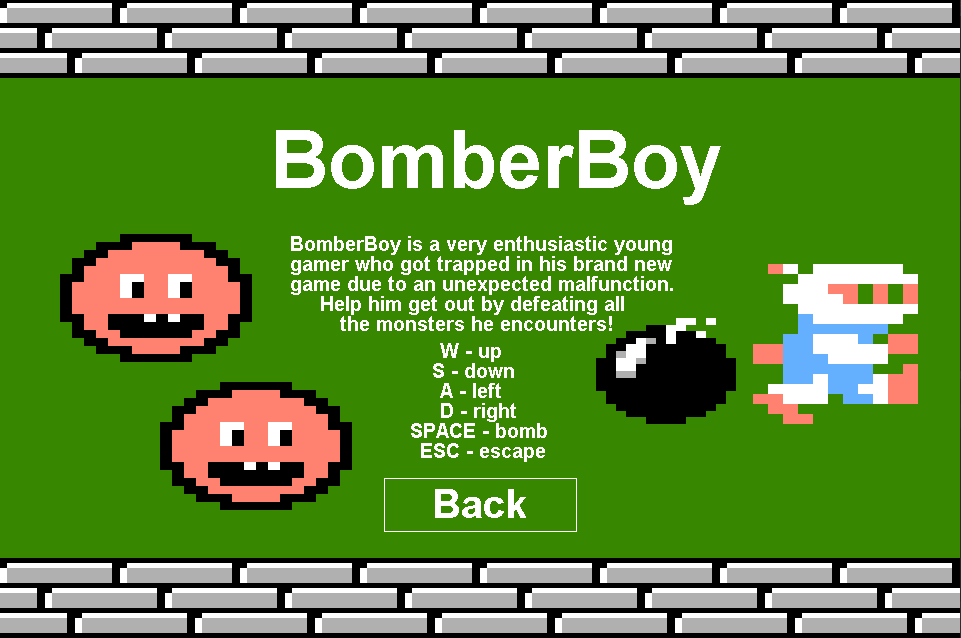 BomberBoy
BomberBoy is a very enthusiastic young
gamer who got trapped in his brand new
game due to an unexpected malfunction.
Help him get out by defeating all
the monsters he encounters!
W - up
S - down
A - left
D - right
SPACE - bomb
ESC - escape
Back